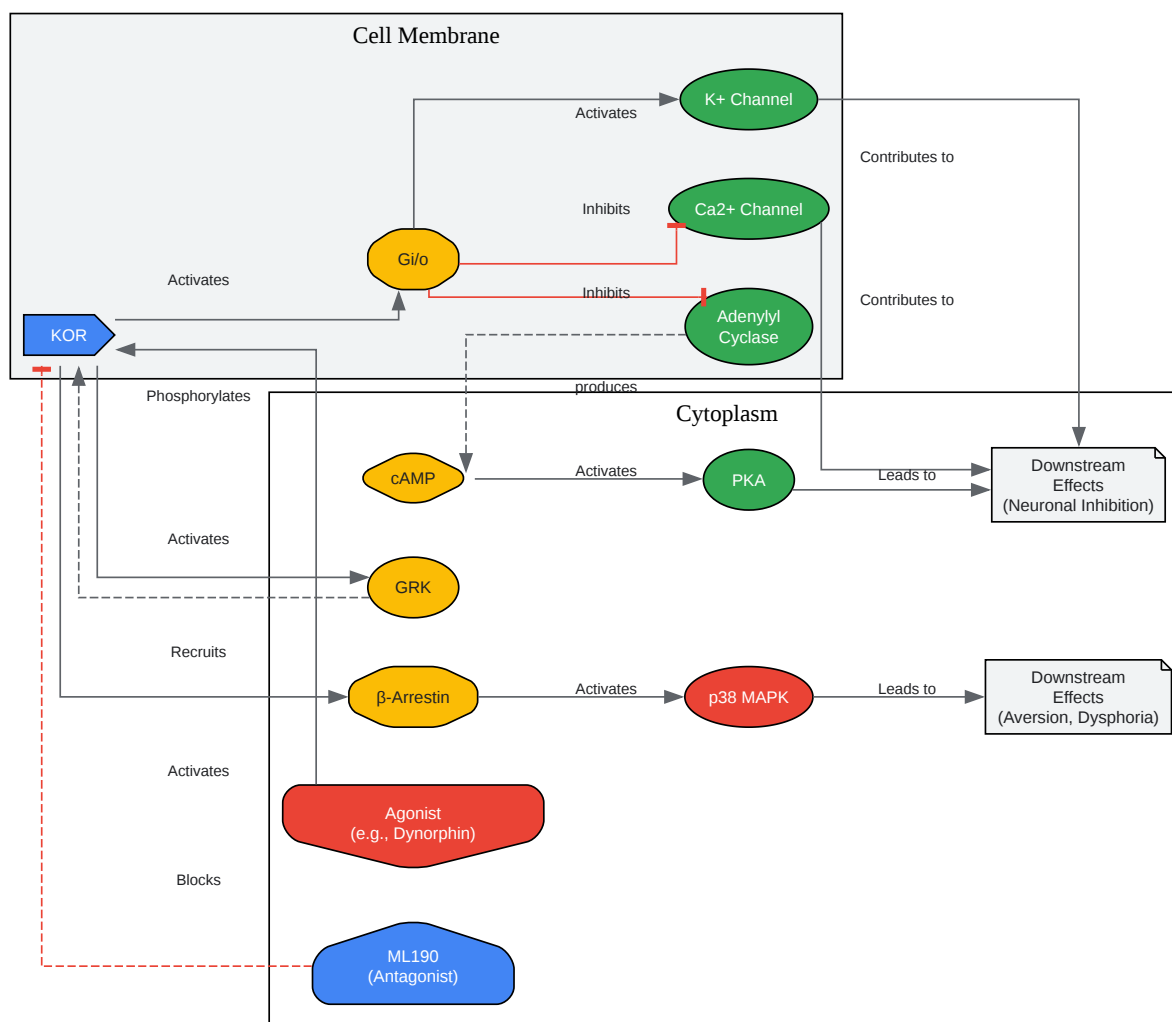 Cell Membrane
K+ Channel
Activates
Contributes to
Ca2+ Channel
Inhibits
Gi/o
Activates
Inhibits
Contributes to
Adenylyl
Cyclase
KOR
produces
Phosphorylates
Cytoplasm
cAMP
Activates
PKA
Leads to
Downstream
Effects
(Neuronal Inhibition)
Activates
GRK
Recruits
β-Arrestin
Activates
p38 MAPK
Leads to
Downstream
Effects
(Aversion, Dysphoria)
Activates
Agonist
(e.g., Dynorphin)
Blocks
ML190
(Antagonist)